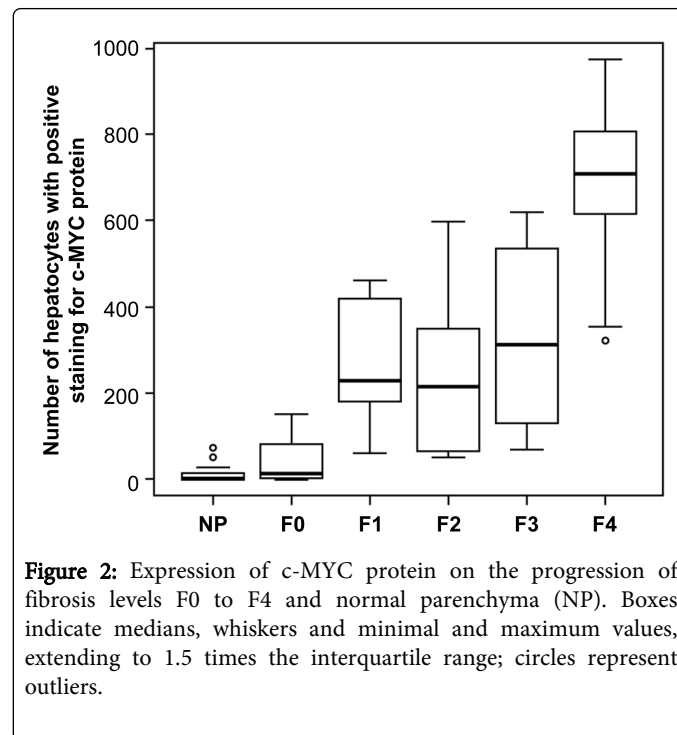 1000
800
600
400
200
0
Number of hepatocytes with positive
staining for c-MYC protein
NP F0 F1 F2 F3 F4
Figure 2: Expression of c-MYC protein on the progression of
fibrosis levels F0 to F4 and normal parenchyma (NP). Boxes
indicate medians, whiskers and minimal and maximum values,
extending to 1.5 times the interquartile range; circles represent
outliers.